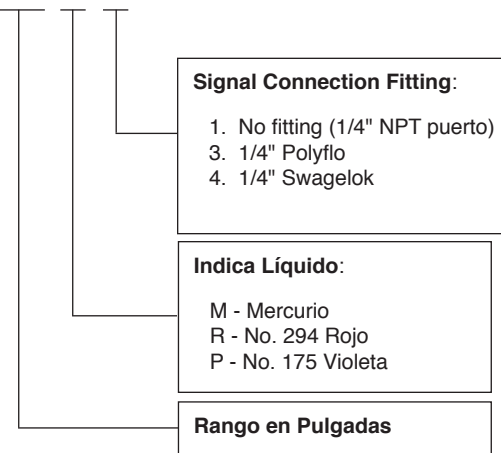 Signal Connection Fitting:
1. No fitting (1/4" NPT puerto)
3. 1/4" Polyflo
4. 1/4" Swagelok
Indica Líquido:
M - Mercurio
R - No. 294 Rojo
P - No. 175 Violeta
Rango en Pulgadas